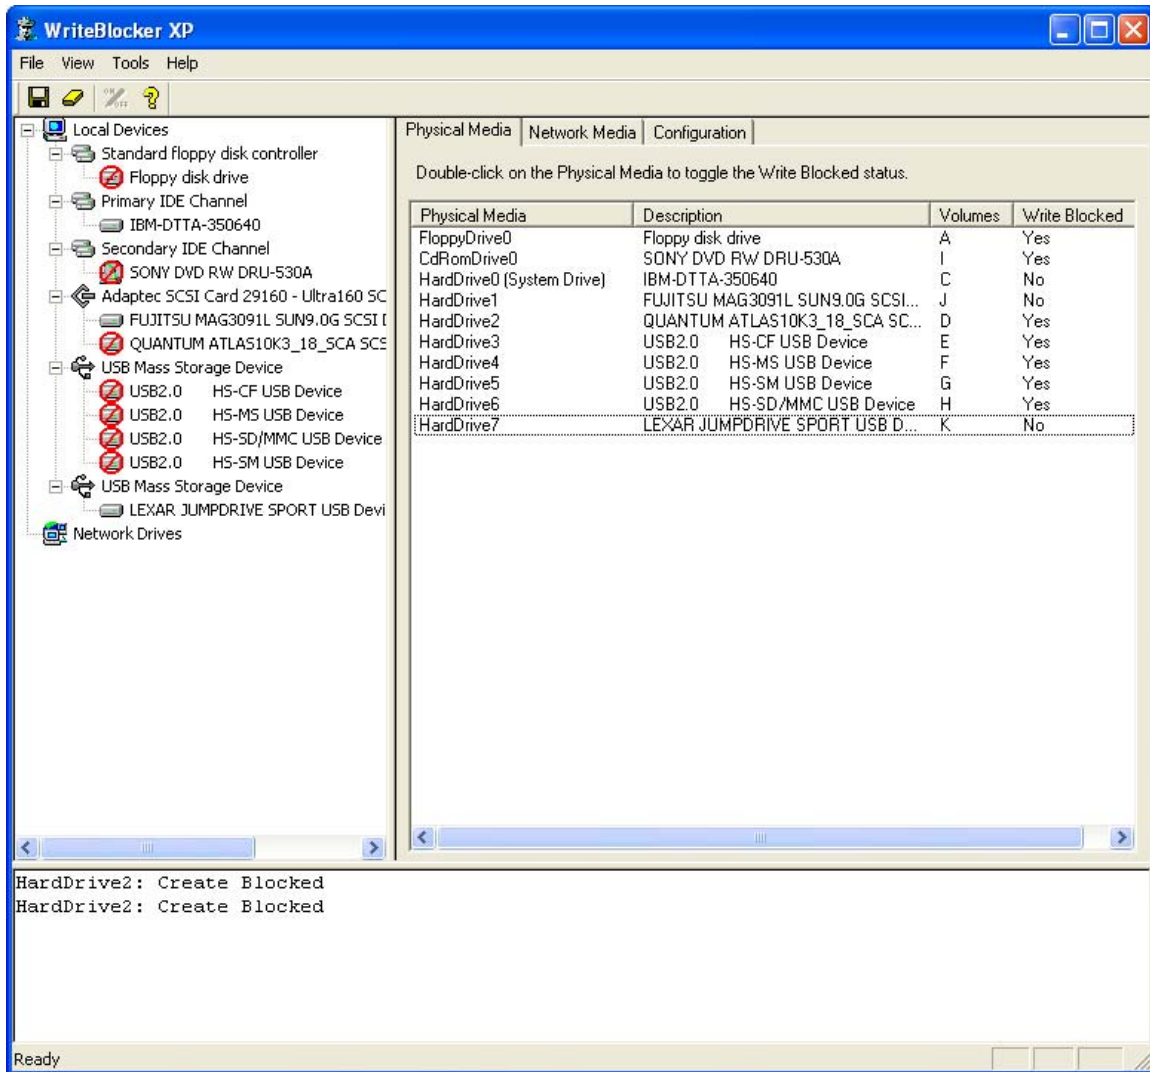 WriteBlocker XP
File View Tools Help
Local Devices
Standard floppy disk controller
Floppy disk drive
Primary IDE Channel
IBM-DTTA-350640
Secondary IDE Channel
SONY DVD RW DRU-530A
Adaptec SCSI Card 29160 - Ultra160 SC
FUJITSU MAG3091L SUN9.0G SCSI D
QUANTUM ATLAS10K3_18_SCA SCS
USB Mass Storage Device
USB2.0 HS-CF USB Device
USB2.0 HS-MS USB Device
USB2.0 HS-SD/MMC USB Device
USB2.0 HS-SM USB Device
USB Mass Storage Device
LEXAR JUMPDRIVE SPORT USB Devi
Network Drives
Physical Media Network Media Configuration
Double-click on the Physical Media to toggle the Write Blocked status.
Physical Media Description Volumes Write Blocked
FloppyDrive0 Floppy disk drive A Yes
CdRomDrive0 SONY DVD RW DRU-530A I Yes
HardDrive0 (System Drive) IBM-DTTA-350640 C No
HardDrive1 FUJITSU MAG3091L SUN9.0G SCSI... J No
HardDrive2 QUANTUM ATLAS10K3_18_SCA SC... D Yes
HardDrive3 USB2.0 HS-CF USB Device E Yes
HardDrive4 USB2.0 HS-MS USB Device F Yes
HardDrive5 USB2.0 HS-SM USB Device G Yes
HardDrive6 USB2.0 HS-SD/MMC USB Device H Yes
HardDrive7 LEXAR JUMPDRIVE SPORT USB D... K No
HardDrive2: Create Blocked
HardDrive2: Create Blocked
Ready